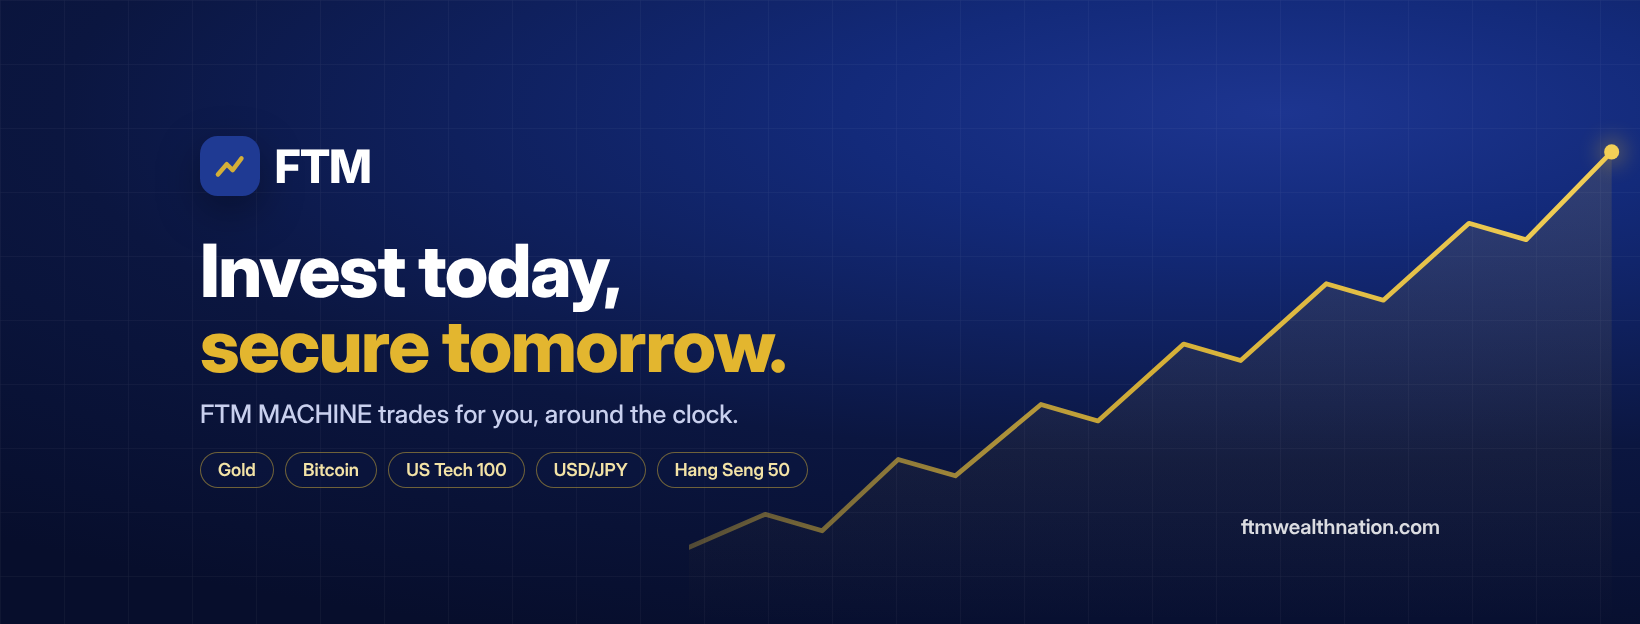 FTM
Invest today,
secure tomorrow.
FTM MACHINE trades for you, around the clock.
Gold Bitcoin US Tech 100 USD/JPY Hang Seng 50
ftmwealthnation.com